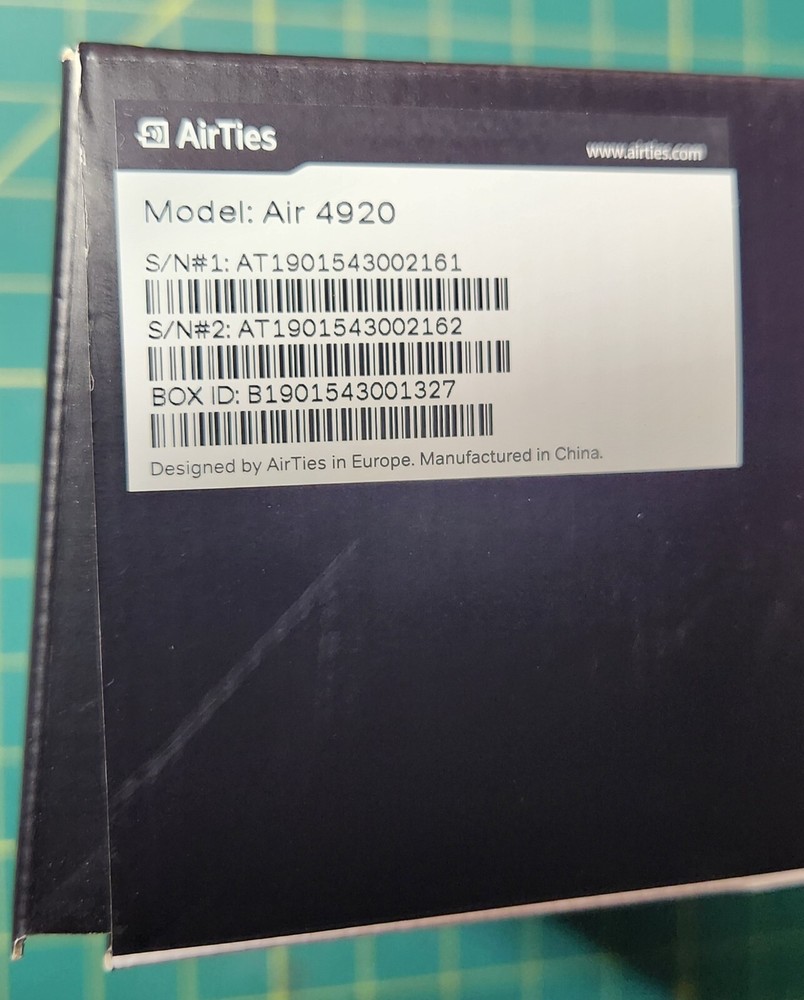 AirTies
www.airties.com
Model: Air 4920
S/N#1: AT1901543002161
S/N#2: AT1901543002162
BOX ID: B1901543001327
Designed by AirTies in Europe. Manufactured in China.